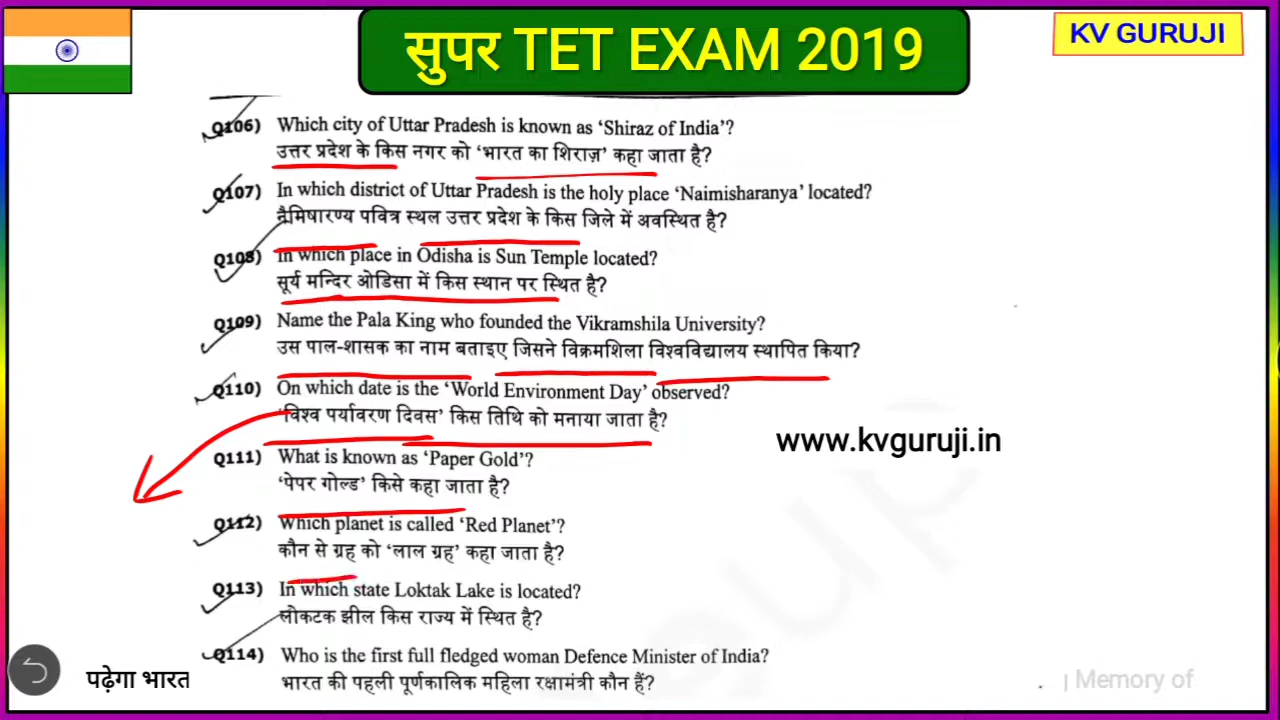 सुपर TET EXAM 2019
KV GURUJI
Q106) Which city of Uttar Pradesh is known as ‘Shiraz of India’?
उत्तर प्रदेश के किस नगर को ‘भारत का शिराज़’ कहा जाता है?
Q107) In which district of Uttar Pradesh is the holy place ‘Naimisharanya’ located?
नैमिषारण्य पवित्र स्थल उत्तर प्रदेश के किस जिले में अवस्थित है?
Q108) In which place in Odisha is Sun Temple located?
सूर्य मन्दिर ओडिसा में किस स्थान पर स्थित है?
Q109) Name the Pala King who founded the Vikramshila University?
उस पाल-शासक का नाम बताइए जिसने विक्रमशिला विश्वविद्यालय स्थापित किया?
Q110) On which date is the ‘World Environment Day’ observed?
‘विश्व पर्यावरण दिवस’ किस तिथि को मनाया जाता है?
www.kvguruji.in
Q111) What is known as ‘Paper Gold’?
‘पेपर गोल्ड’ किसे कहा जाता है?
Q112) Which planet is called ‘Red Planet’?
कौन से ग्रह को ‘लाल ग्रह’ कहा जाता है?
Q113) In which state Loktak Lake is located?
लोकटक झील किस राज्य में स्थित है?
Q114) Who is the first full fledged woman Defence Minister of India?
भारत की पहली पूर्णकालिक महिला रक्षामंत्री कौन हैं?
पढ़ेगा भारत
Memory of